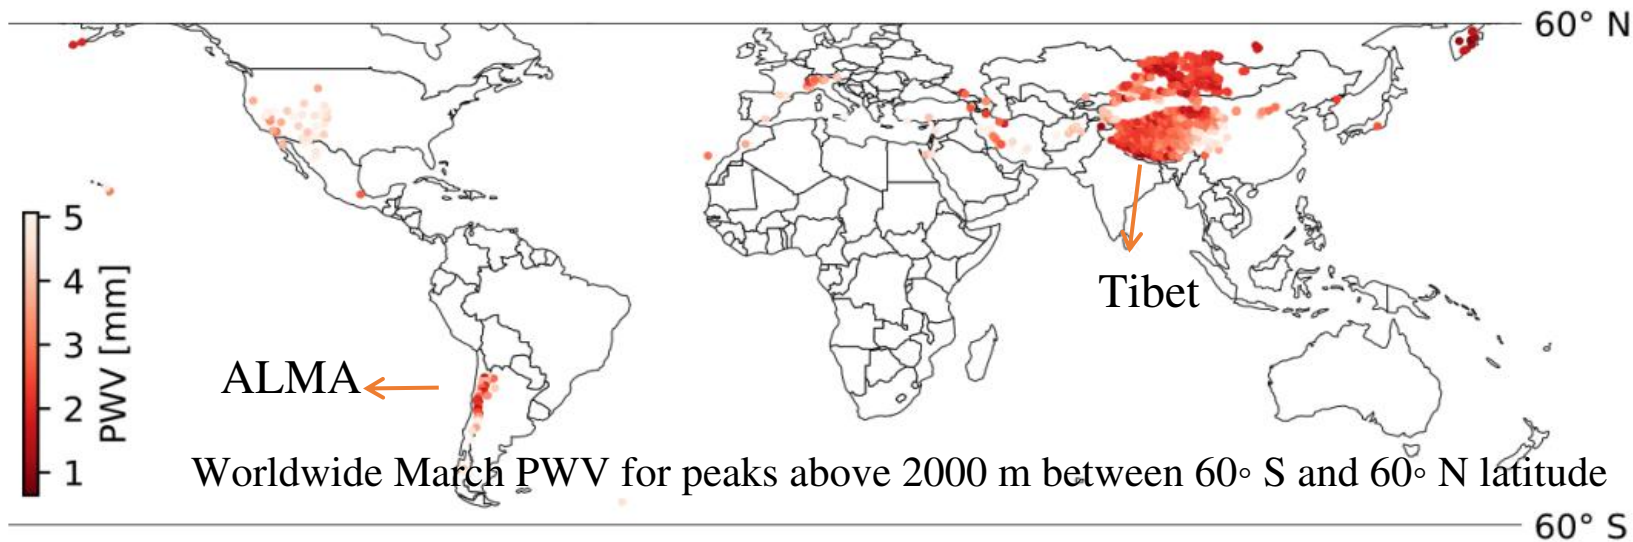 60° N
5
4
3
2
1
PWV [mm]
Tibet
ALMA
Worldwide March PWV for peaks above 2000 m between 60◦ S and 60◦ N latitude
60° S